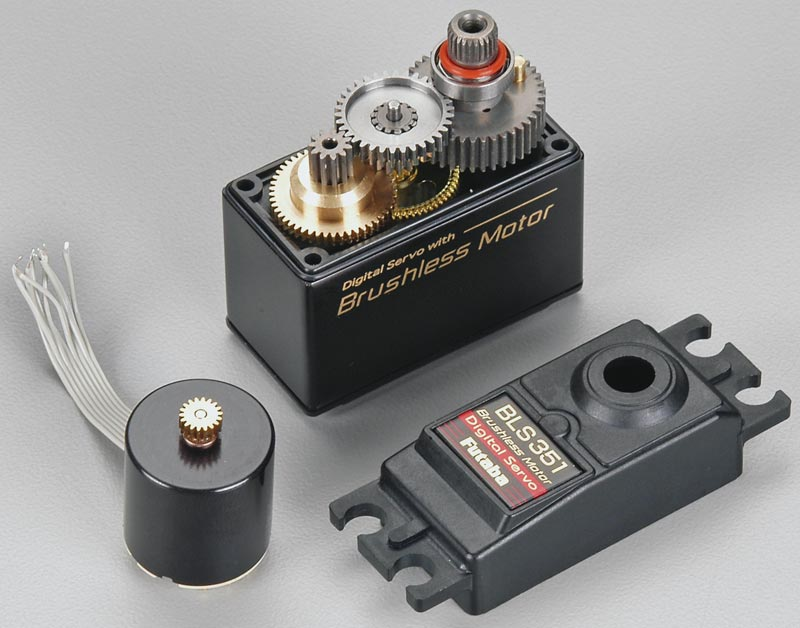 Digital Servo with
Brushless Motor
BLS351
Brushless Motor
Digital Servo
Futaba